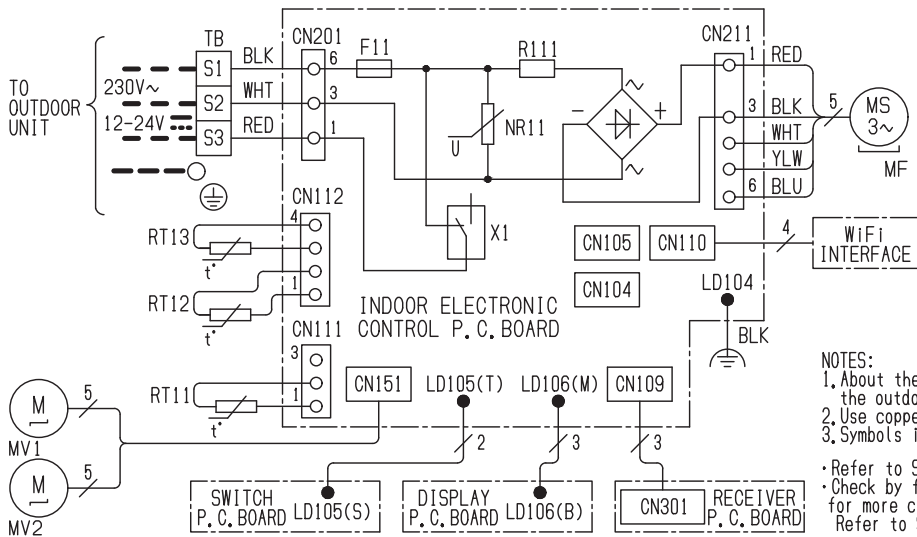 TO
OUTDOOR
UNIT
230V~
12-24V
TB
S1
S2
S3
BLK
WHT
RED
CN201
6
3
1
F11
R111
NR11
U
~
~
-
+
X1
CN211
1
3
6
RED
BLK
WHT
YLW
BLU
5
MS
3~
MF
CN112
4
1
RT13
t°
RT12
t°
CN105
CN110
CN104
4
WiFi
INTERFACE
LD104
BLK
INDOOR ELECTRONIC
CONTROL P.C.BOARD
CN111
3
1
RT11
t°
CN151
LD105(T)
LD106(M)
CN109
2
3
3
M
MV1
5
M
MV2
5
SWITCH
P.C.BOARD
LD105(S)
DISPLAY
P.C.BOARD
LD106(B)
CN301
RECEIVER
P.C.BOARD
NOTES:
1.About the
the outdo
2.Use coppe
3.Symbols i
・Refer to S
・Check by f
for more c
Refer to